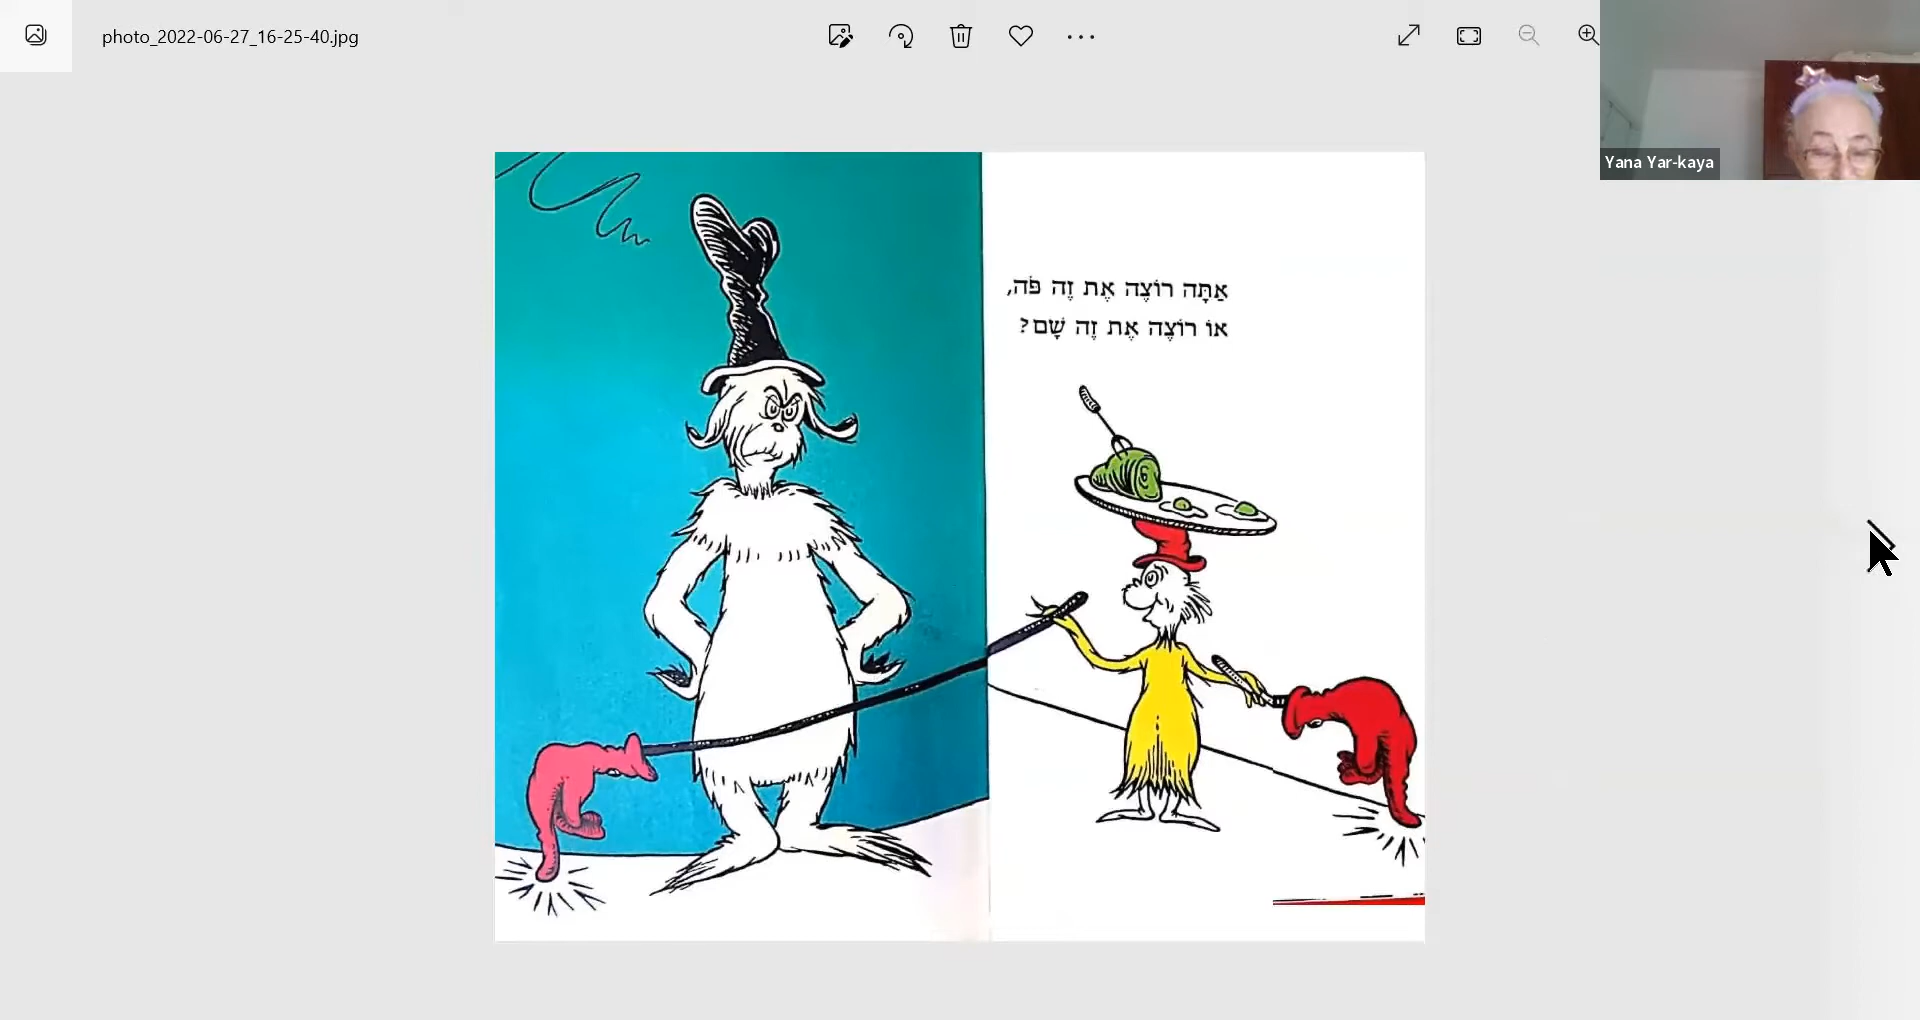 photo_2022-06-27_16-25-40.jpg
Yana Yar-kaya
אַתָּה רוֹצֶה אֶת זֶה פֹּה,
אוֹ רוֹצֶה אֶת זֶה שָׁם?